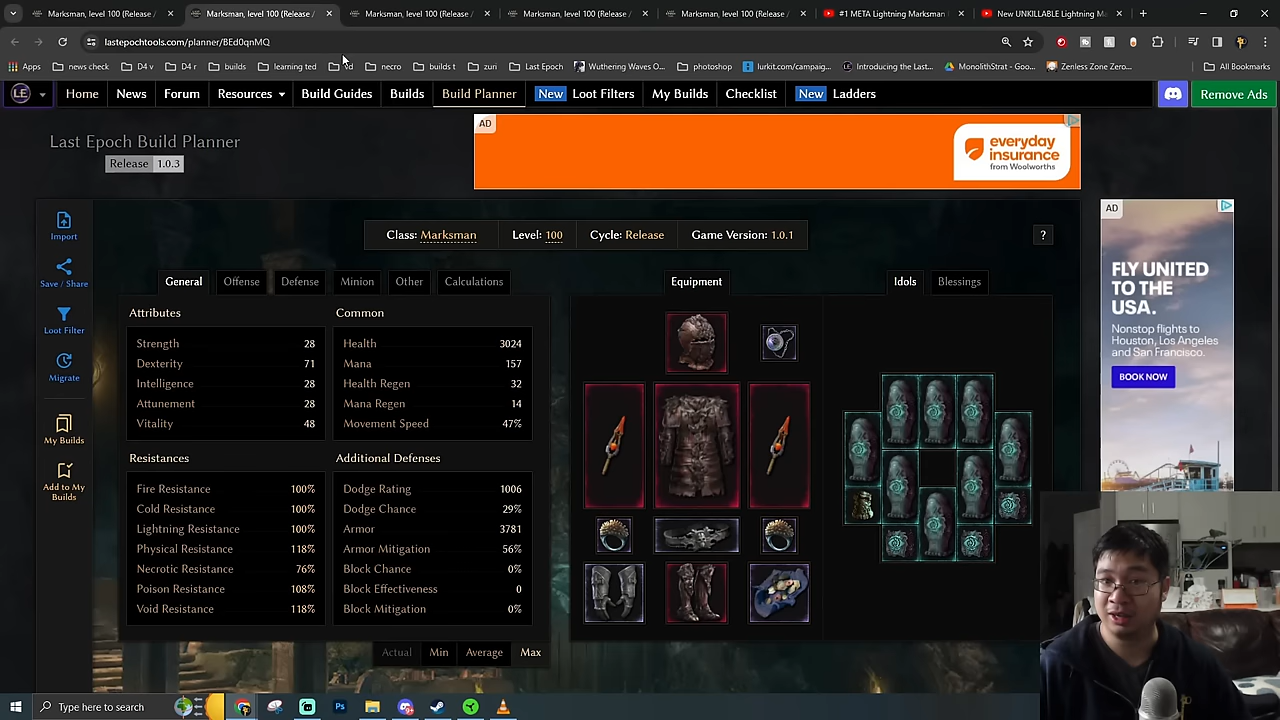 Marksman, level 100 (Release /
Marksman, level 100 (Release /
Marksman, level 100 (Release /
Marksman, level 100 (Release /
Marksman, level 100 (Release /
#1 META Lightning Marksman
New UNKILLABLE Lightning M
lastepochtools.com/planner/BEd0qnMQ
Apps
news check
D4 v
D4 r
builds
learning ted
necro
builds t
zuri
Last Epoch
Wuthering Waves O...
photoshop
lurkit.com/campaig...
Introducing the Last...
MonolithStrat - Goo...
Zenless Zone Zero...
All Bookmarks
LE
Home
News
Forum
Resources
Build Guides
Builds
Build Planner
New
Loot Filters
My Builds
Checklist
New
Ladders
Remove Ads
Last Epoch Build Planner
Release 1.0.3
AD
everyday
insurance
from Woolworths
Import
Save / Share
Loot Filter
Migrate
My Builds
Add to My
Builds
Class: Marksman
Level: 100
Cycle: Release
Game Version: 1.0.1
?
General
Offense
Defense
Minion
Other
Calculations
Equipment
Idols
Blessings
Attributes
Strength 28
Dexterity 71
Intelligence 28
Attunement 28
Vitality 48
Common
Health 3024
Mana 157
Health Regen 32
Mana Regen 14
Movement Speed 47%
Resistances
Fire Resistance 100%
Cold Resistance 100%
Lightning Resistance 100%
Physical Resistance 118%
Necrotic Resistance 76%
Poison Resistance 108%
Void Resistance 118%
Additional Defenses
Dodge Rating 1006
Dodge Chance 29%
Armor 3781
Armor Mitigation 56%
Block Chance 0%
Block Effectiveness 0
Block Mitigation 0%
Actual
Min
Average
Max
AD
FLY UNITED
TO THE
USA.
Nonstop flights to
Houston, Los Angeles
and San Francisco.
BOOK NOW
Type here to search
Ps